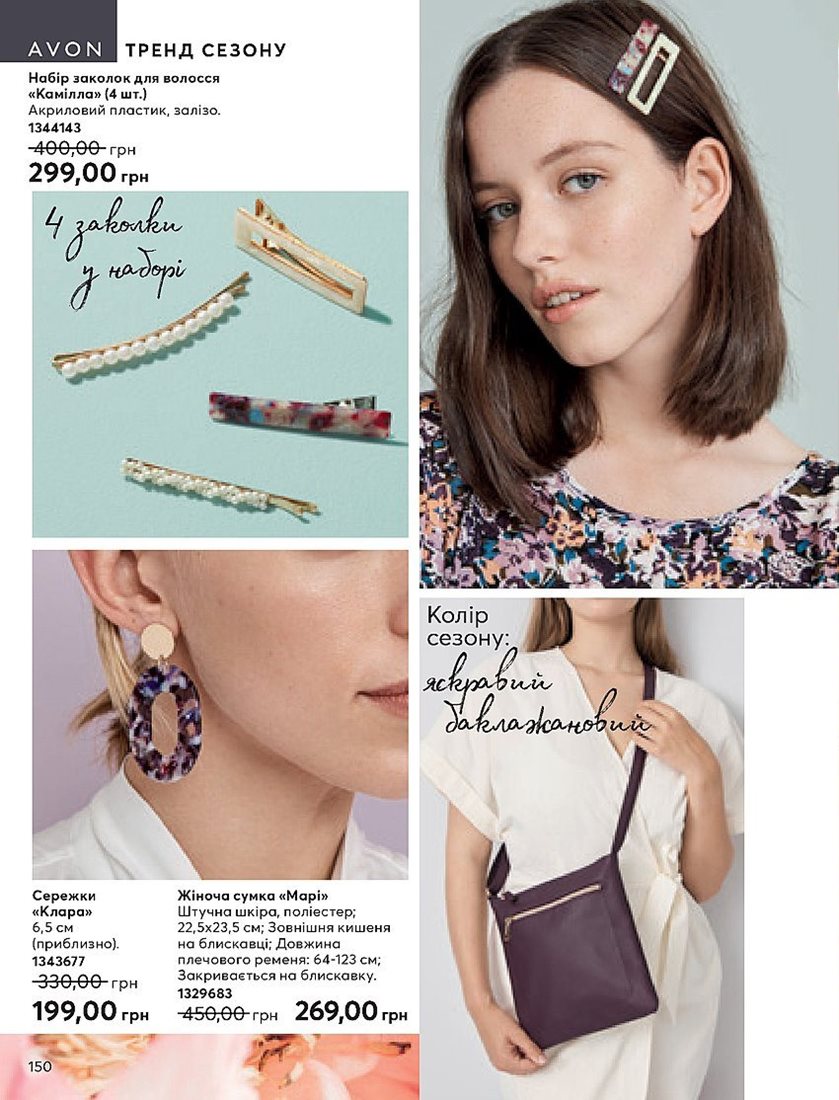 AVON ТРЕНД СЕЗОНУ
Набір заколок для волосся
«Камілла» (4 шт.)
Акриловий пластик, залізо.
1344143
400,00 грн
299,00 грн
4 заколки
у наборі
Колір
сезону:
яскравий
баклажановий
Сережки
«Клара»
6,5 см
(приблизно).
1343677
330,00 грн
199,00 грн
Жіноча сумка «Марі»
Штучна шкіра, поліестер;
22,5х23,5 см; Зовнішня кишеня
на блискавці; Довжина
плечового ременя: 64-123 см;
Закривається на блискавку.
1329683
450,00 грн 269,00 грн
150